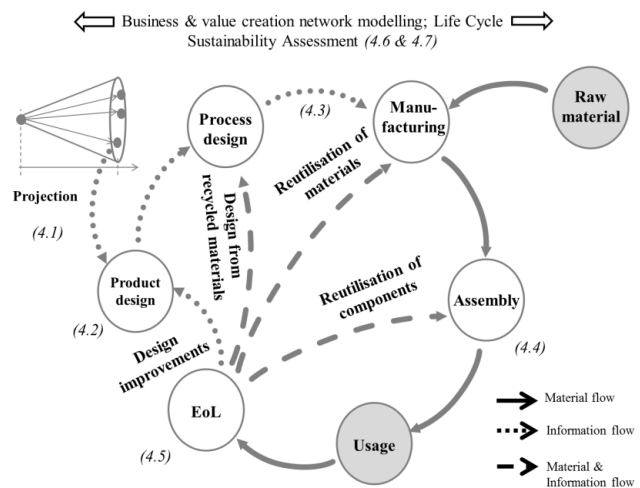 Business & value creation network modelling; Life Cycle
Sustainability Assessment (4.6 & 4.7)
Process
design
(4.3)
Manu-
facturing
Raw
material
Projection
(4.1)
Reutilisation of
materials
Design from
recycled materials
Product
design
(4.2)
Reutilisation of
components
Assembly
(4.4)
Design
improvements
EoL
(4.5)
Usage
Material flow
Information flow
Material &
Information flow